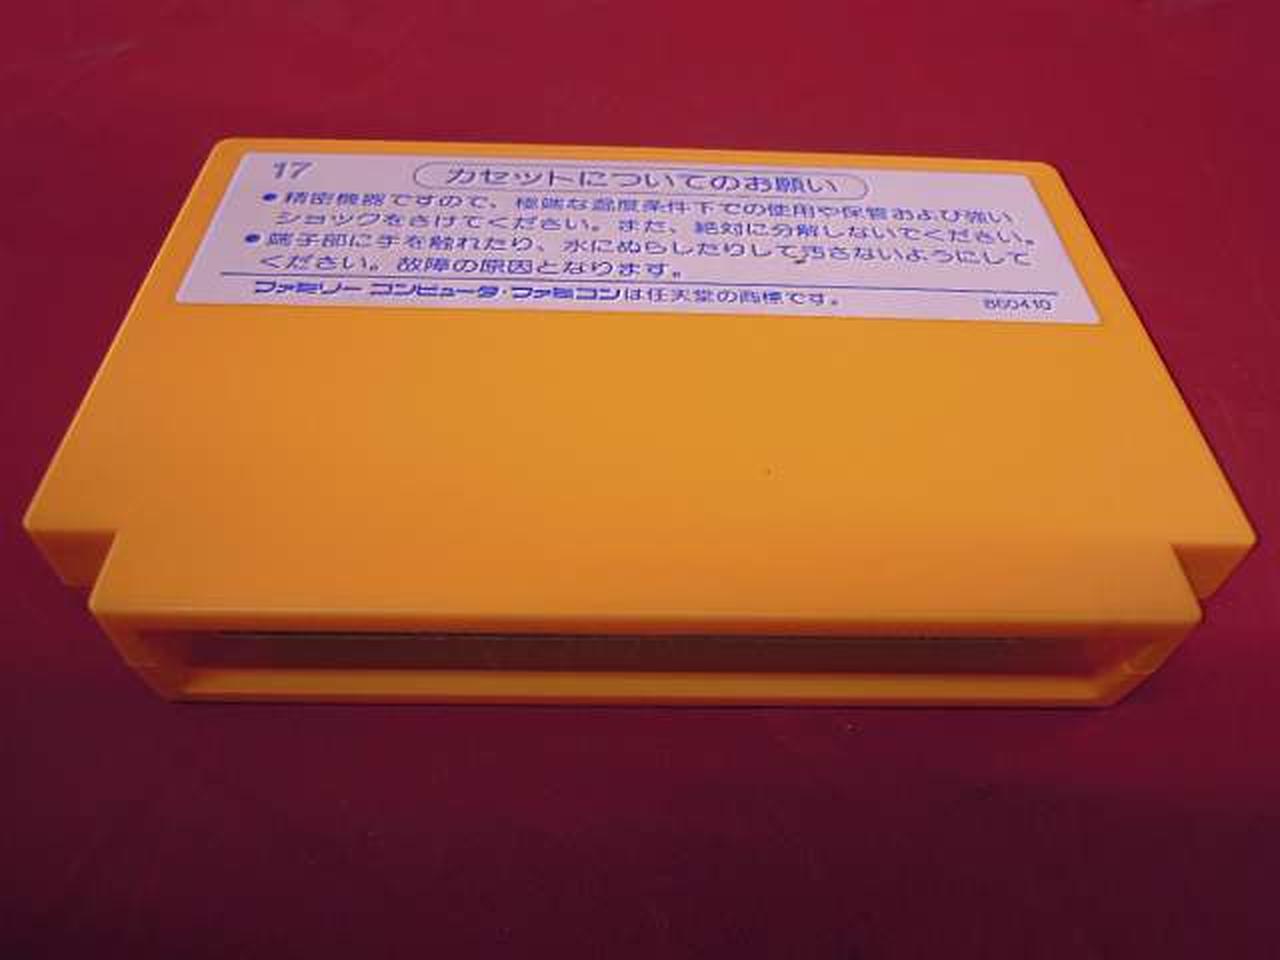 17
カセットについてのお願い
●精密機器ですので、極端な温度条件下での使用や保管および強い
ショックをさけてください。また、絶対に分解しないでください。
●端子部に手を触れたり、水にぬらしたりして汚さないようにして
ください。故障の原因となります。
ファミリーコンピュータ・ファミコンは任天堂の商標です。
860410